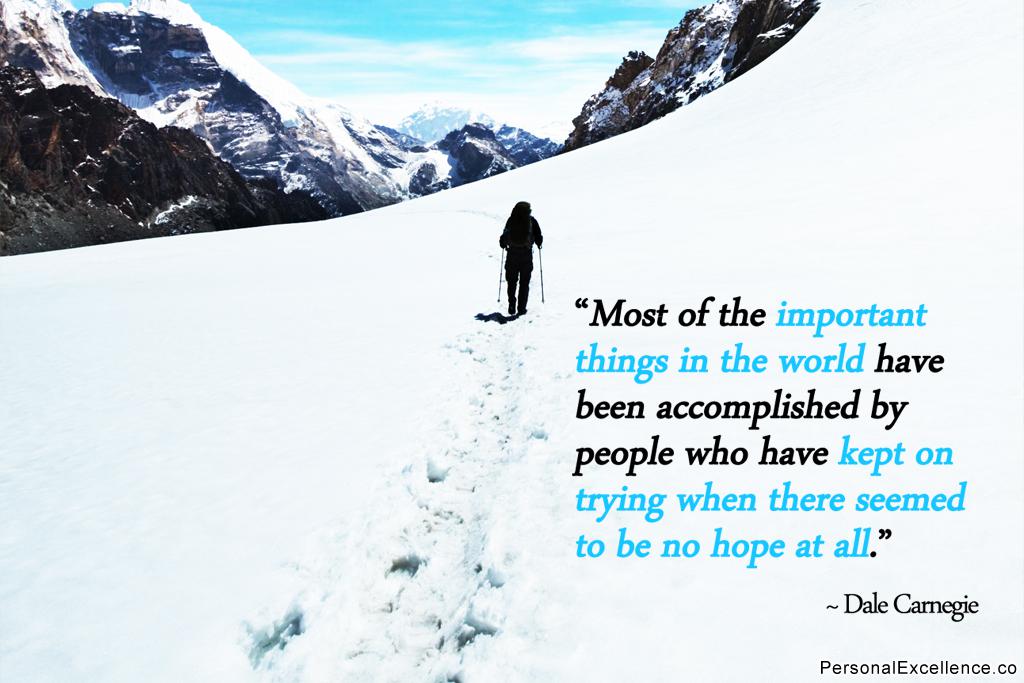 “Most of the important
things in the world have
been accomplished by
people who have kept on
trying when there seemed
to be no hope at all.”
~ Dale Carnegie
PersonalExcellence.co